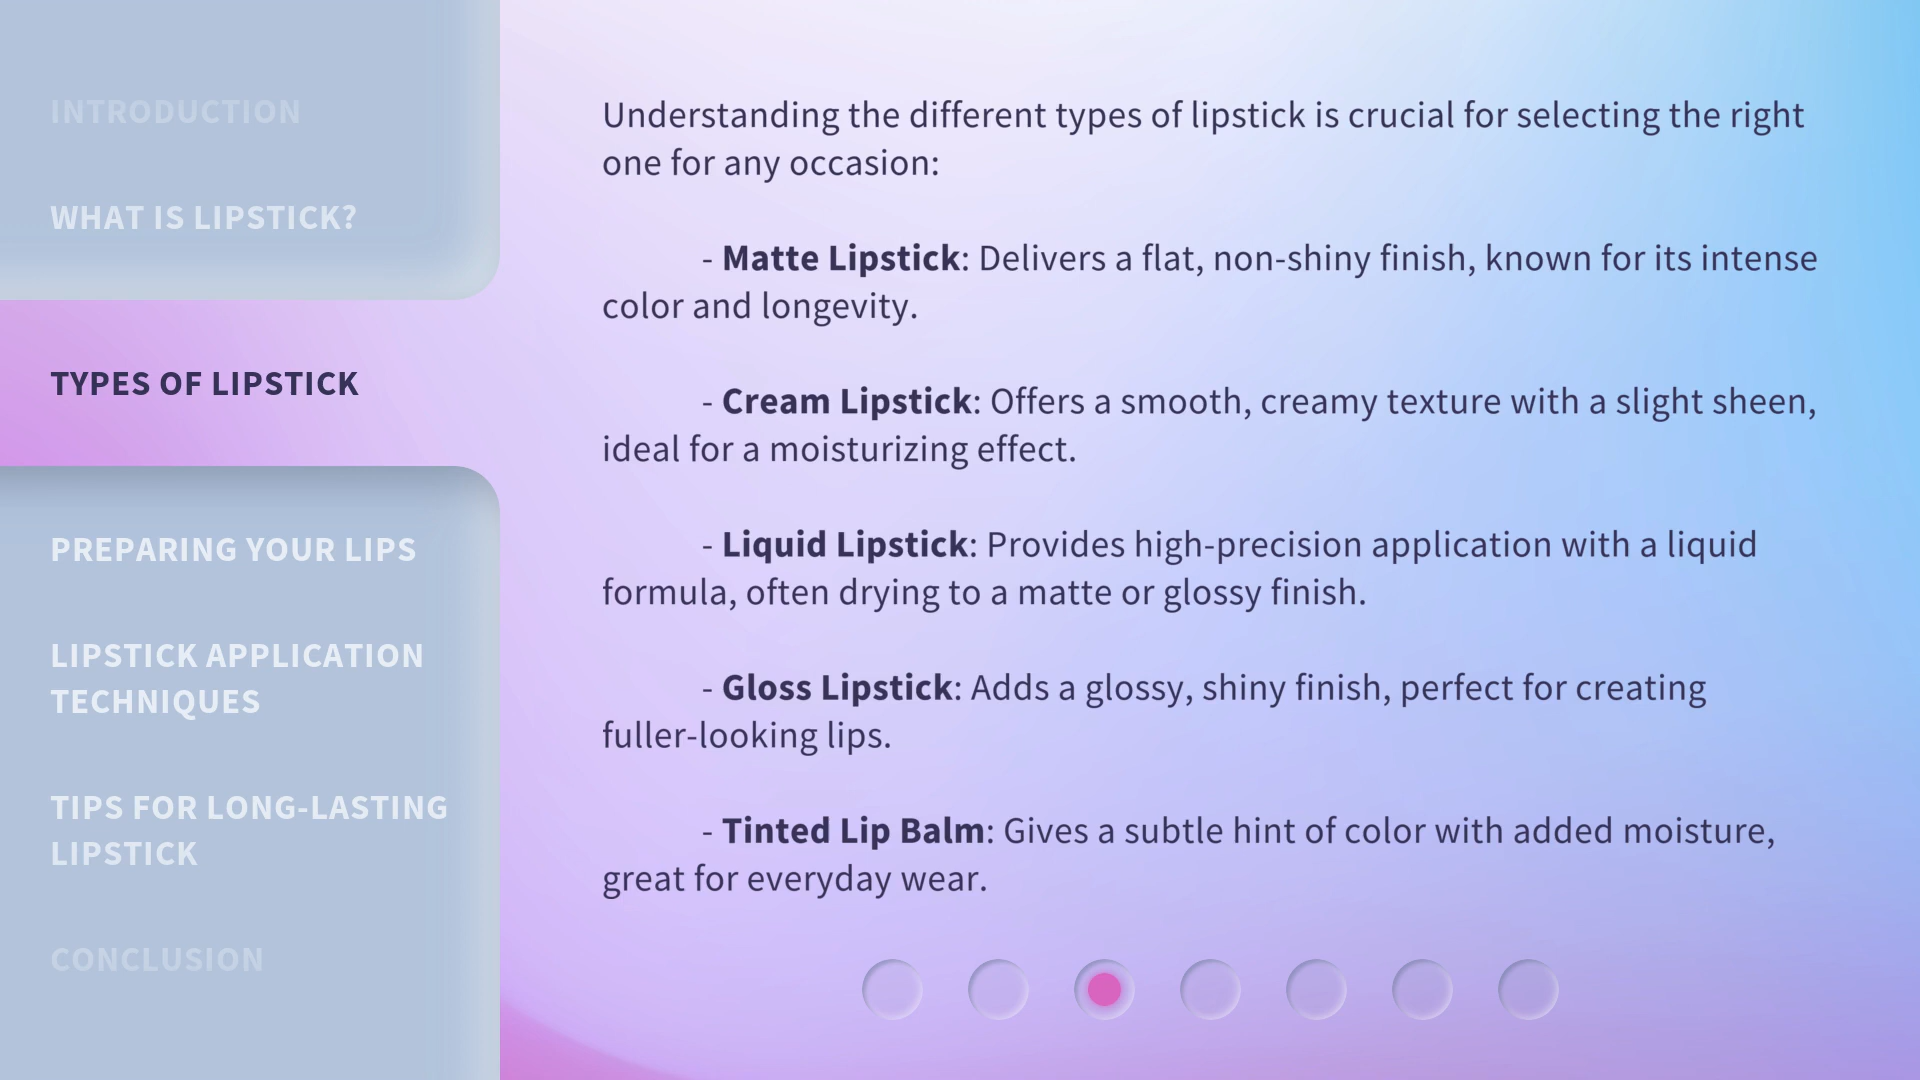 INTRODUCTION
WHAT IS LIPSTICK?
TYPES OF LIPSTICK
PREPARING YOUR LIPS
LIPSTICK APPLICATION
TECHNIQUES
TIPS FOR LONG-LASTING
LIPSTICK
CONCLUSION
Understanding the different types of lipstick is crucial for selecting the right
one for any occasion:
- Matte Lipstick: Delivers a flat, non-shiny finish, known for its intense
color and longevity.
- Cream Lipstick: Offers a smooth, creamy texture with a slight sheen,
ideal for a moisturizing effect.
- Liquid Lipstick: Provides high-precision application with a liquid
formula, often drying to a matte or glossy finish.
- Gloss Lipstick: Adds a glossy, shiny finish, perfect for creating
fuller-looking lips.
- Tinted Lip Balm: Gives a subtle hint of color with added moisture,
great for everyday wear.